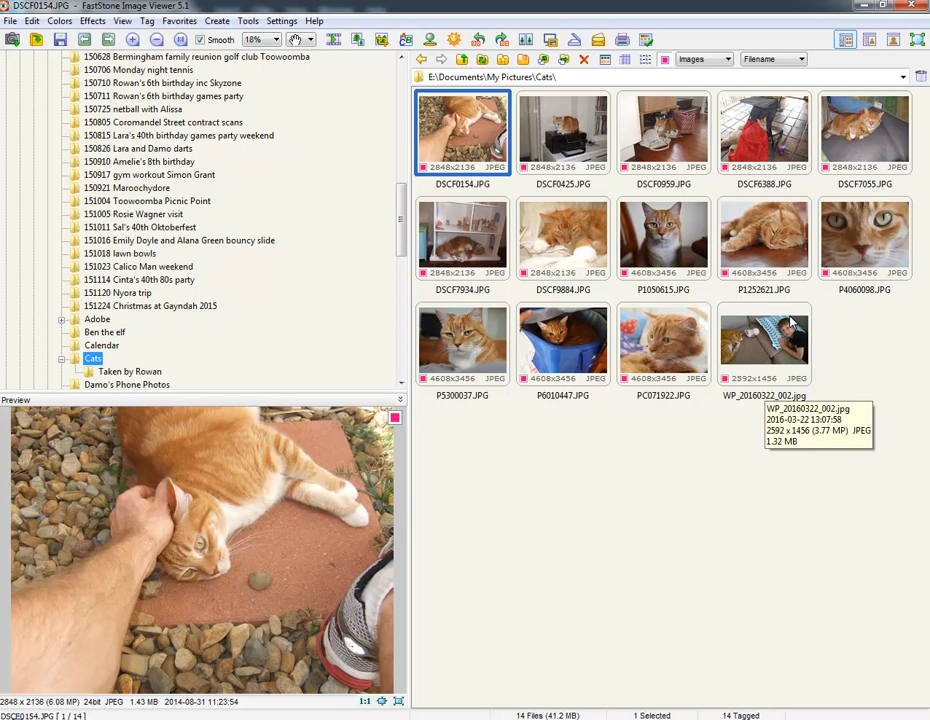 DSCF0154.JPG - FastStone Image Viewer 5.1
File Edit Colors Effects View Tag Favorites Create Tools Settings Help
Smooth 18%
Images Filename
E:\Documents\My Pictures\Cats\
150628 Bermingham family reunion golf club Toowoomba
150706 Monday night tennis
150710 Rowan's 6th birthday inc Skyzone
150711 Rowan's 6th birthday games party
150725 netball with Alissa
150805 Coromandel Street contract scans
150815 Lara's 40th birthday games party weekend
150826 Lara and Damo darts
150910 Amelie's 8th birthday
150917 gym workout Simon Grant
150921 Maroochydore
151004 Toowoomba Picnic Point
151005 Rosie Wagner visit
151011 Sal's 40th Oktoberfest
151016 Emily Doyle and Alana Green bouncy slide
151018 lawn bowls
151023 Calico Man weekend
151114 Cinta's 40th 80s party
151120 Nyora trip
151224 Christmas at Gayndah 2015
Adobe
Ben the elf
Calendar
Cats
Taken by Rowan
Damo's Phone Photos
2848x2136 JPEG 2848x2136 JPEG 2848x2136 JPEG 2848x2136 JPEG 2848x2136 JPEG
DSCF0154.JPG DSCF0425.JPG DSCF0959.JPG DSCF6388.JPG DSCF7055.JPG
2848x2136 JPEG 2848x2136 JPEG 4608x3456 JPEG 4608x3456 JPEG 4608x3456 JPEG
DSCF7934.JPG DSCF9884.JPG P1050615.JPG P1252621.JPG P4060098.JPG
4608x3456 JPEG 4608x3456 JPEG 4608x3456 JPEG 2592x1456 JPEG
P5300037.JPG P6010447.JPG PC071922.JPG WP_20160322_002.jpg
WP_20160322_002.jpg
2016-03-22 13:07:58
2592 x 1456 (3.77 MP) JPEG
1.32 MB
Preview
2848 x 2136 (6.08 MP) 24bit JPEG 1.43 MB 2014-08-31 11:23:54 1:1
DSCF0154.JPG [ 1 / 14 ]
14 Files (41.2 MB) 1 Selected 14 Tagged